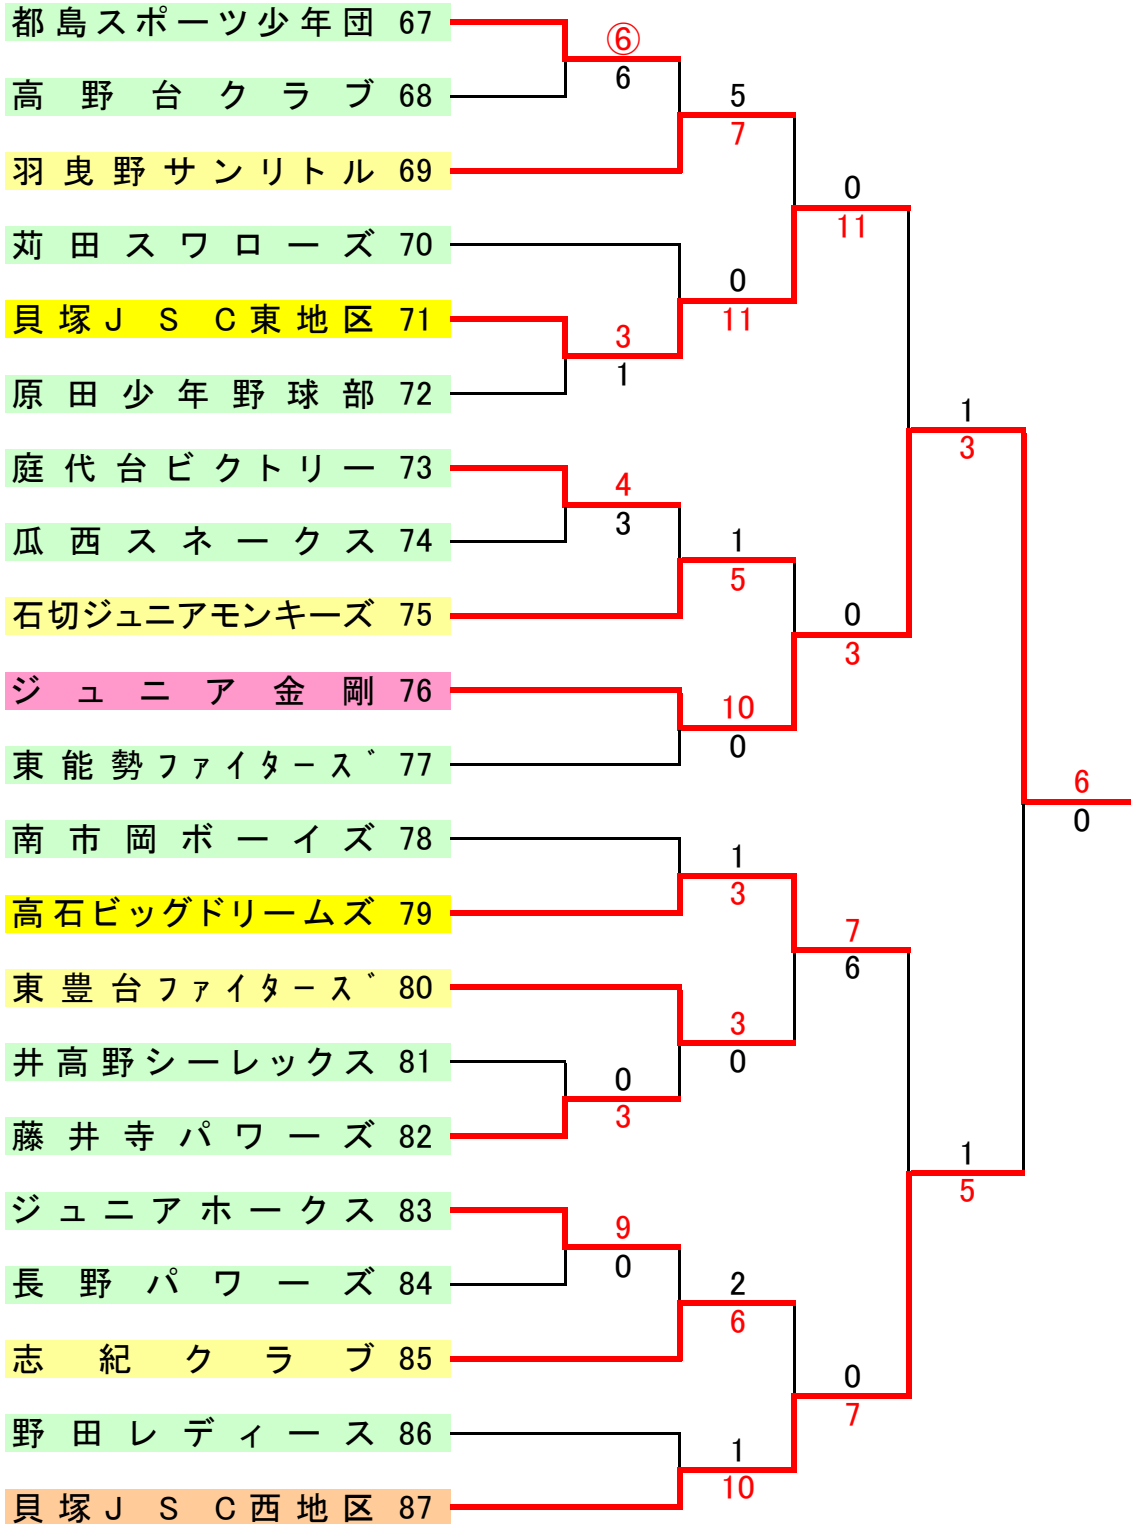 都島スポーツ少年団 67
⑥
6
高野台クラブ 68
5
7
羽曳野サンリトル 69
0
11
苅田スワローズ 70
0
11
貝塚JSC東地区 71
3
1
原田少年野球部 72
1
3
庭代台ビクトリー 73
4
3
瓜西スネークス 74
1
5
石切ジュニアモンキーズ 75
0
3
ジュニア金剛 76
10
0
東能勢ファイターズ 77
6
0
南市岡ボーイズ 78
1
3
高石ビッグドリームズ 79
7
6
東豊台ファイターズ 80
3
0
井高野シーレックス 81
0
3
藤井寺パワーズ 82
1
5
ジュニアホークス 83
9
0
長野パワーズ 84
2
6
志紀クラブ 85
0
7
野田レディース 86
1
10
貝塚JSC西地区 87